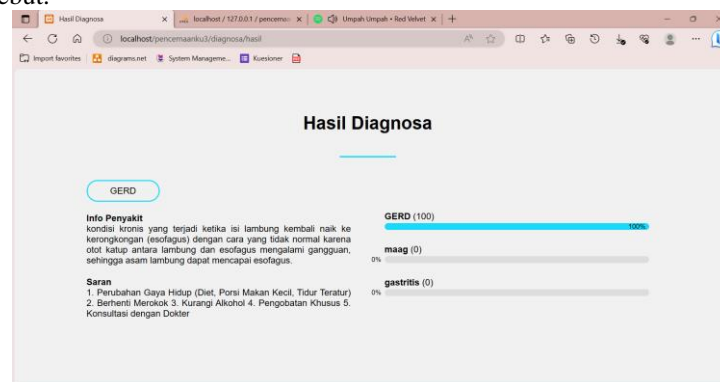 ebut.
Hasil Diagnosa
localhost / 127.0.0.1 / pencemaa
Umpah Umpah • Red Velvet
localhost/pencemaanku3/diagnosa/hasil
Import favorites
diagrams.net
System Manageme...
Kuesioner
Hasil Diagnosa
GERD
Info Penyakit
kondisi kronis yang terjadi ketika isi lambung kembali naik ke
kerongkongan (esofagus) dengan cara yang tidak normal karena
otot katup antara lambung dan esofagus mengalami gangguan,
sehingga asam lambung dapat mencapai esofagus.
Saran
1. Perubahan Gaya Hidup (Diet, Porsi Makan Kecil, Tidur Teratur)
2. Berhenti Merokok 3. Kurangi Alkohol 4. Pengobatan Khusus 5.
Konsultasi dengan Dokter
GERD (100)
100%
maag (0)
0%
gastritis (0)
0%